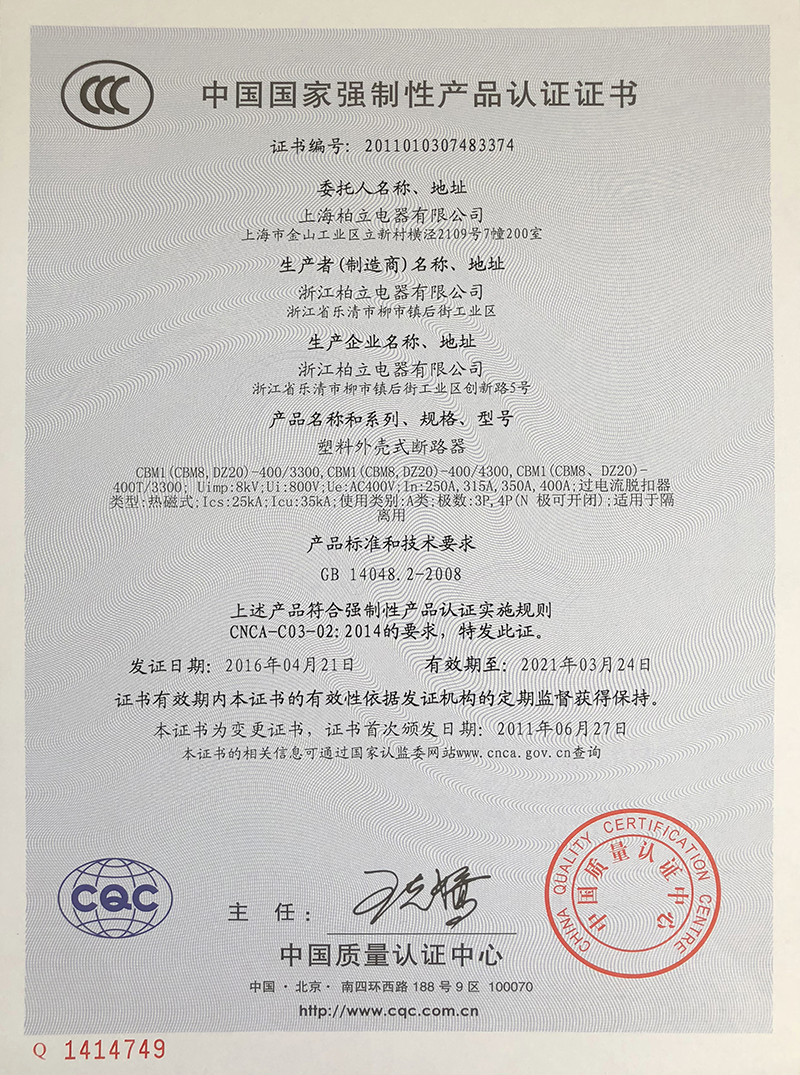 CCC
中国国家强制性产品认证证书
证书编号: 2011010307483374
委托人名称、地址
上海柏立电器有限公司
上海市金山工业区立新村横泾2109号7幢200室
生产者(制造商)名称、地址
浙江柏立电器有限公司
浙江省乐清市柳市镇后街工业区
生产企业名称、地址
浙江柏立电器有限公司
浙江省乐清市柳市镇后街工业区创新路5号
产品名称和系列、规格、型号
塑料外壳式断路器
CBM1(CBM8,DZ20)-400/3300,CBM1(CBM8,DZ20)-400/4300,CBM1(CBM8、DZ20)-
400T/3300; Uimp:8kV;Ui:800V;Ue:AC400V;In:250A,315A,350A,400A;过电流脱扣器
类型:热磁式;Ics:25kA;Icu:35kA;使用类别:A类;极数:3P,4P(N 极可开闭);适用于隔
离用
产品标准和技术要求
GB 14048.2-2008
上述产品符合强制性产品认证实施规则
CNCA-C03-02:2014的要求，特发此证。
发证日期: 2016年04月21日 有效期至: 2021年03月24日
证书有效期内本证书的有效性依据发证机构的定期监督获得保持。
本证书为变更证书，证书首次颁发日期: 2011年06月27日
本证书的相关信息可通过国家认监委网站www.cnca.gov.cn查询
CQC
主 任:
CHINA QUALITY CERTIFICATION CENTRE
中国质量认证中心
中国质量认证中心
中国·北京·南四环西路188号9区 100070
http://www.cqc.com.cn
Q 1414749